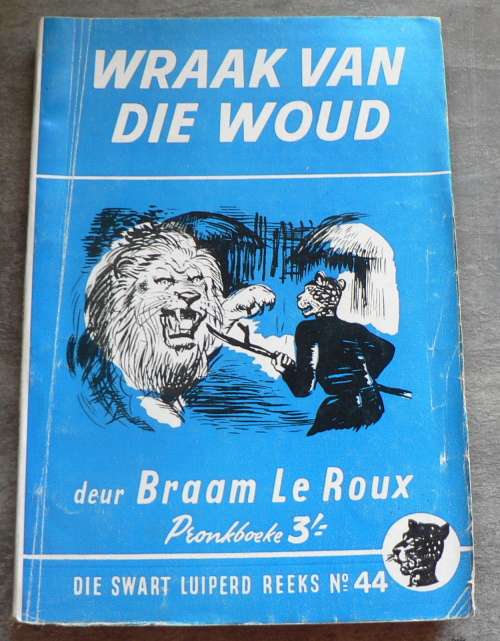 WRAAK VAN
DIE WOUD
deur Braam Le Roux
Pronkboeke 3/-
DIE SWART LUIPERD REEKS Nº 44